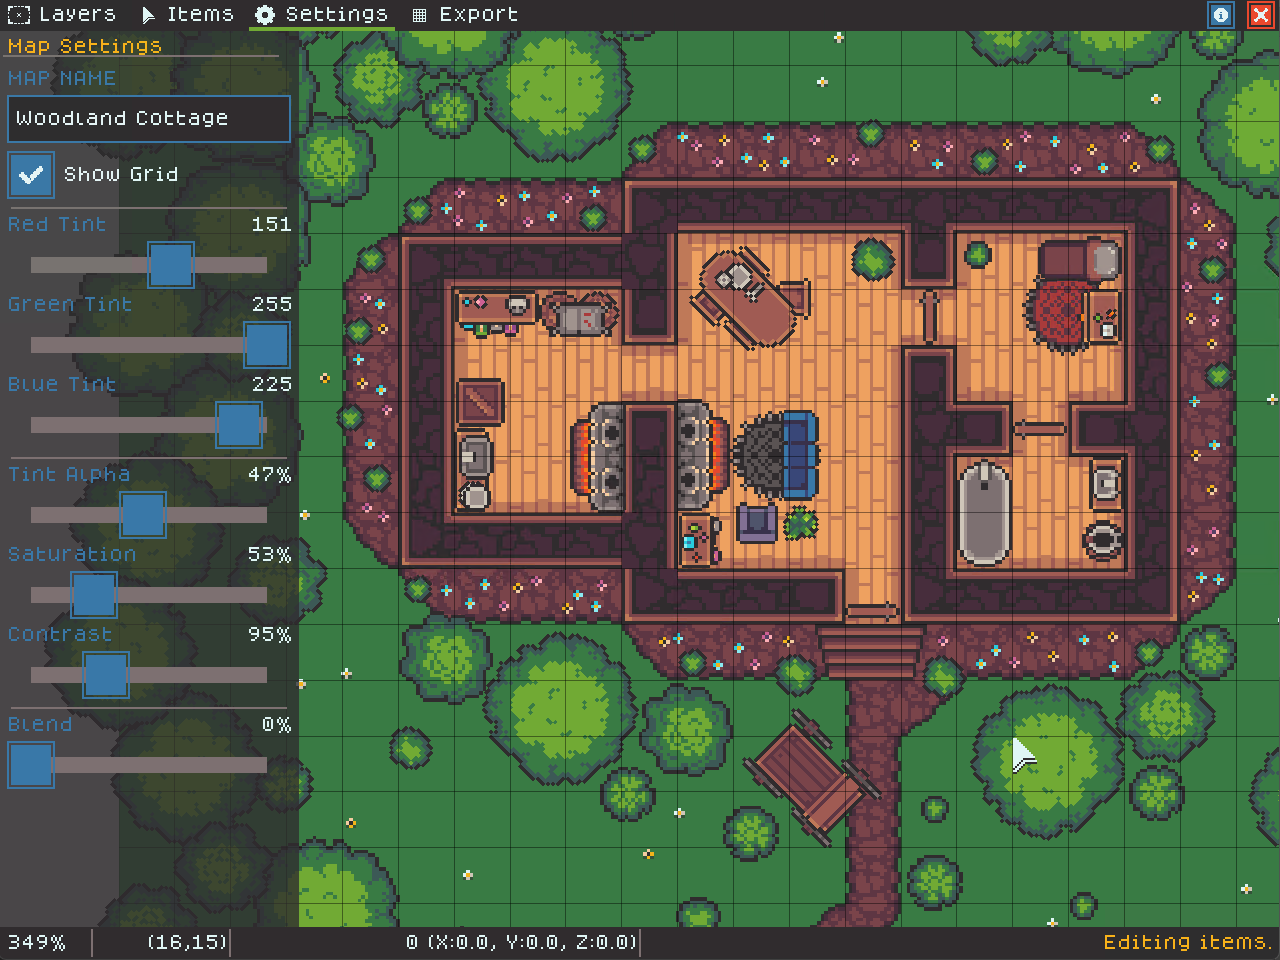 Layers Items Settings Export
Map Settings
MAP NAME
Woodland Cottage
Show Grid
Red Tint 151
Green Tint 255
Blue Tint 225
Tint Alpha 47%
Saturation 53%
Contrast 95%
Blend 0%
349% (16,15) 0 (X:0.0, Y:0.0, Z:0.0) Editing items.